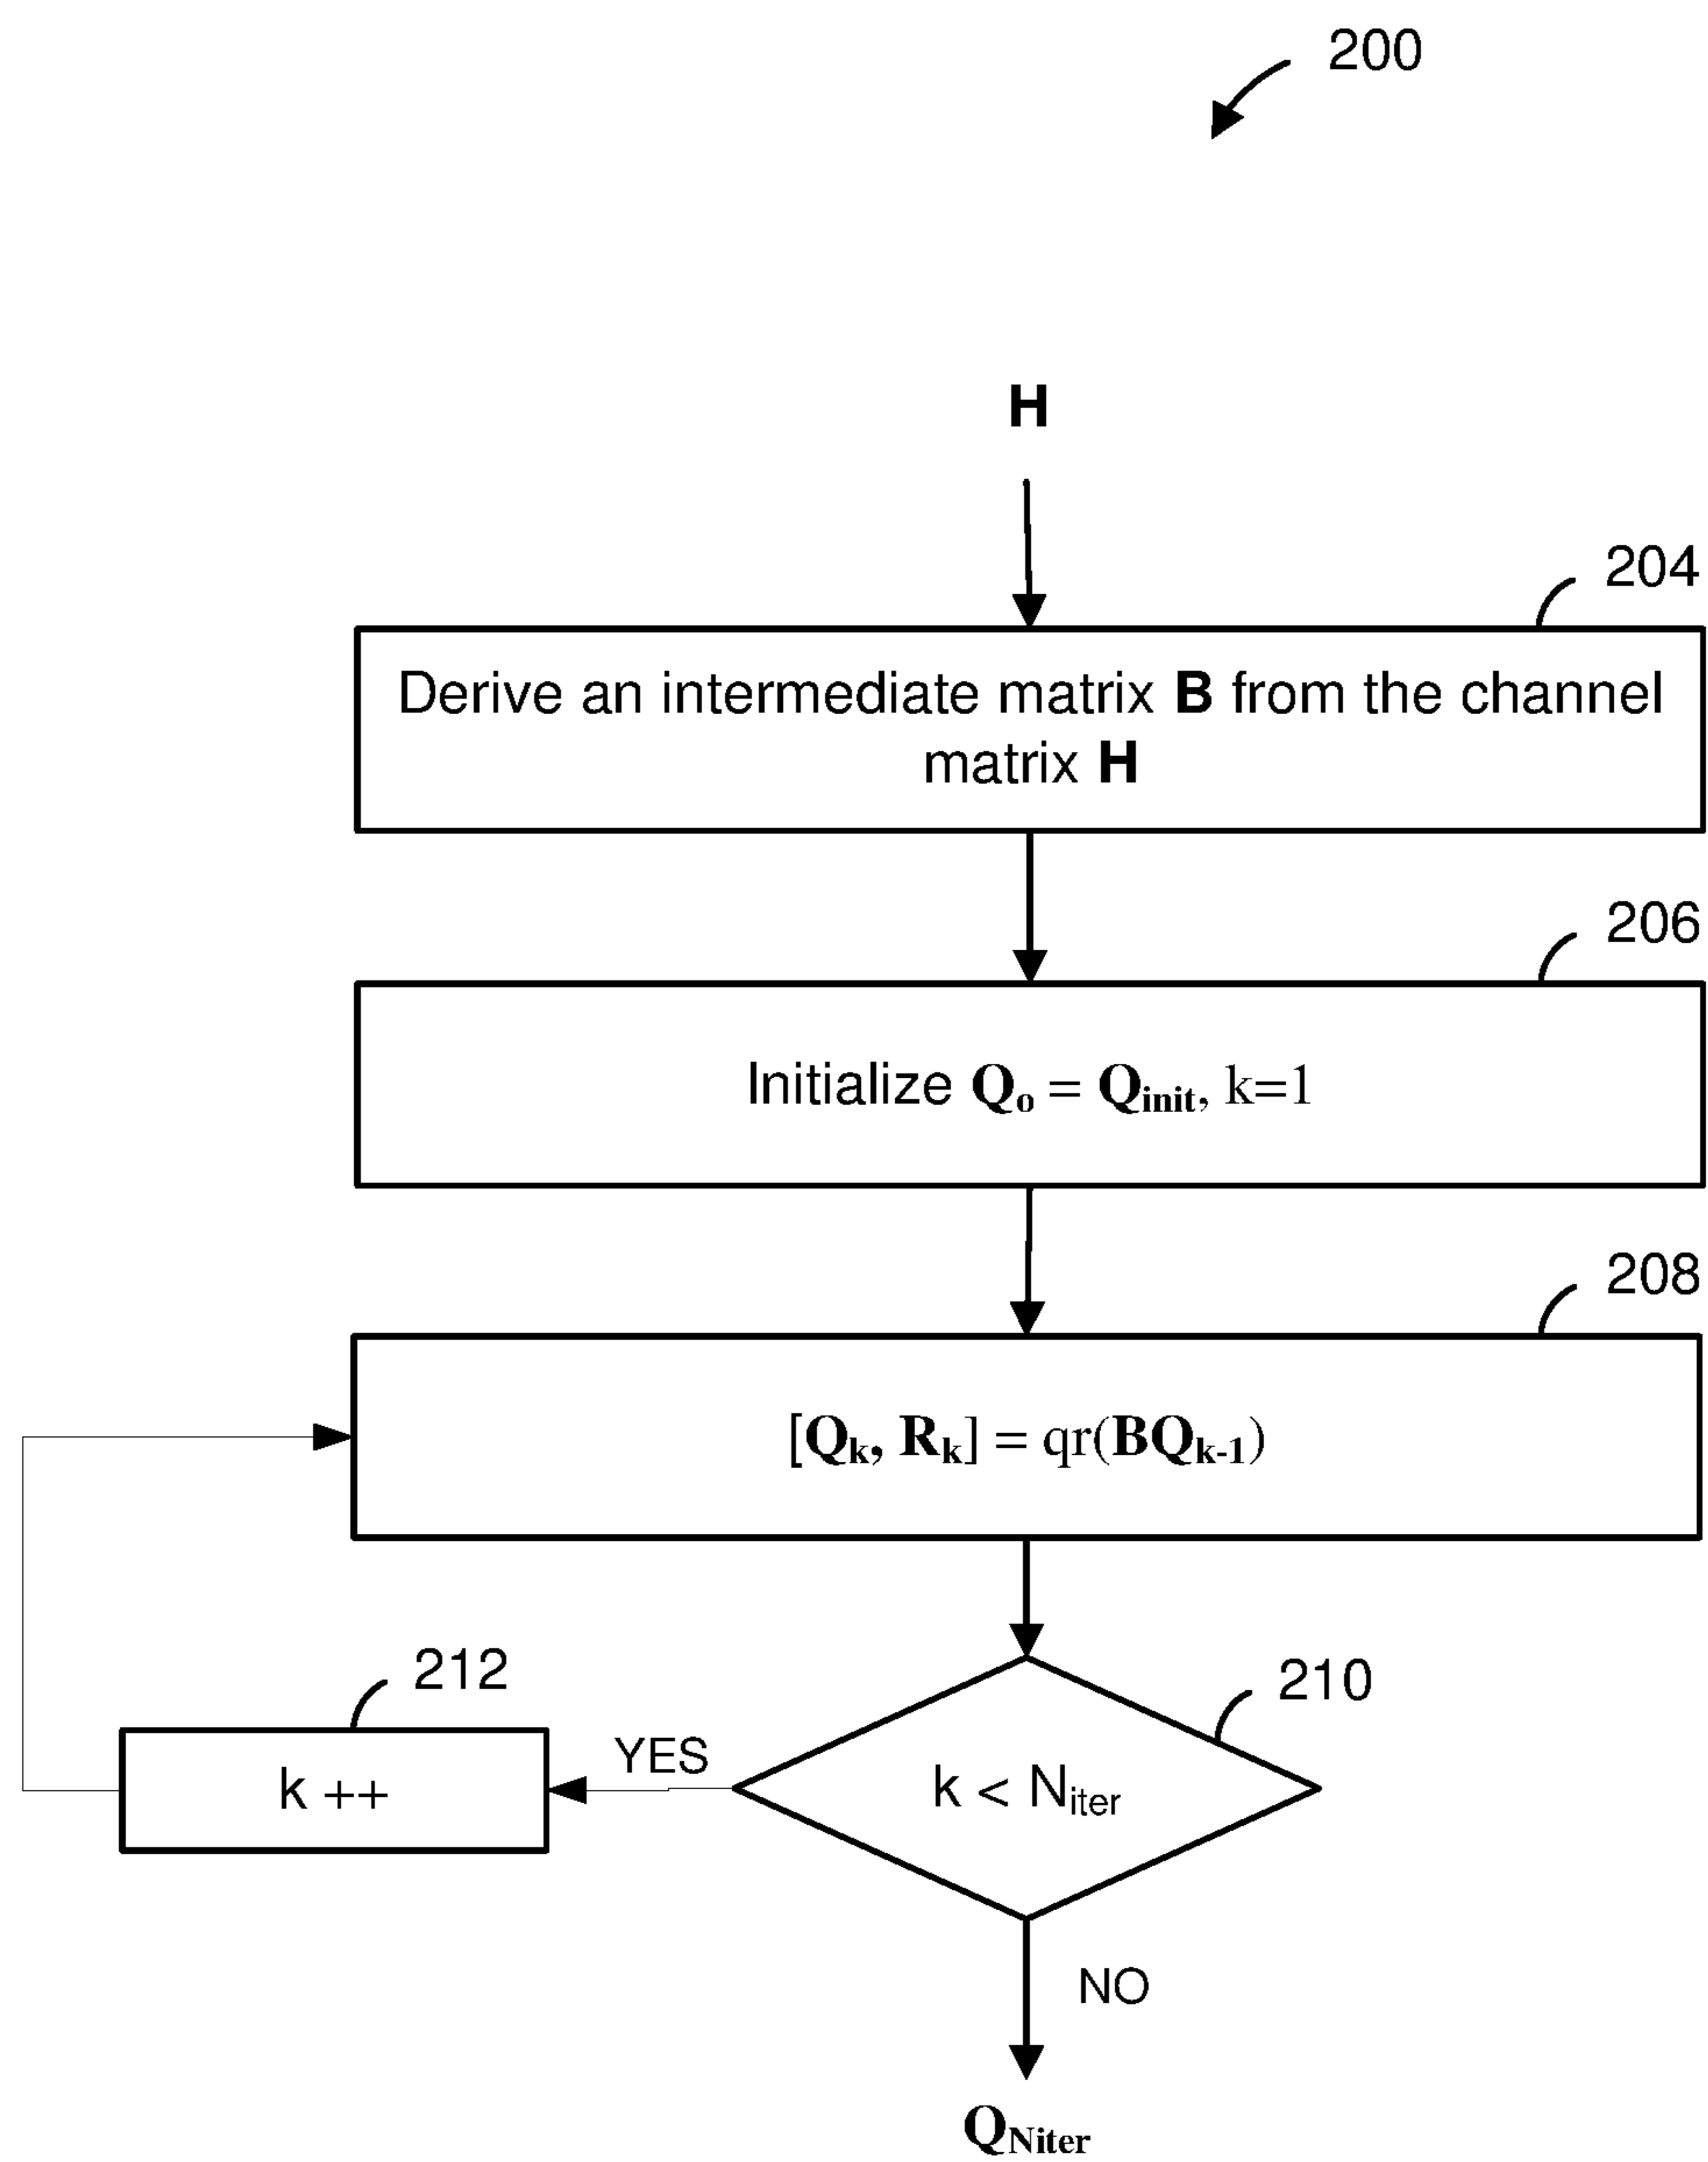 200
H
204
Derive an intermediate matrix B from the channel
matrix H
206
Initialize Qo = Qinit, k=1
208
[Qk, Rk] = qr(BQk-1)
212
210
YES
k ++
k < Niter
NO
QNiter